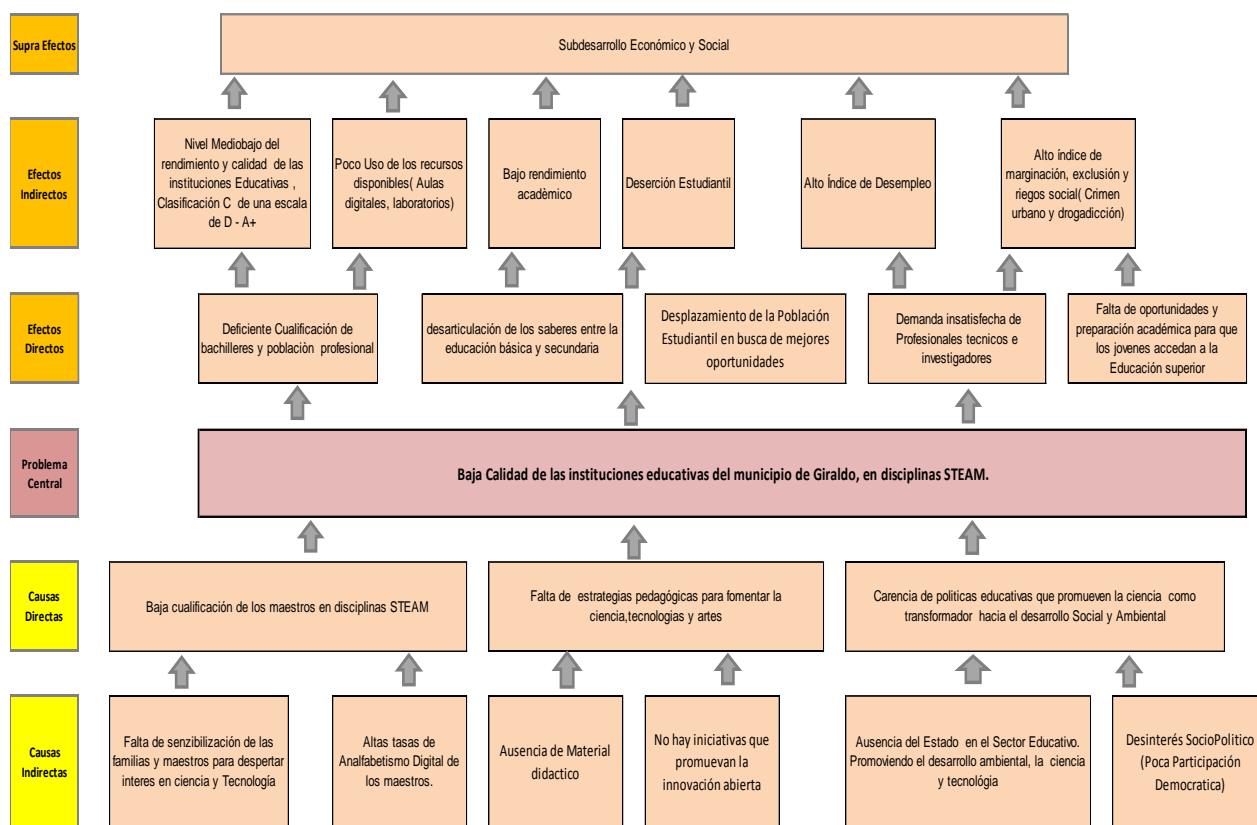 Supra Efectos
Subdesarrollo Económico y Social
Efectos
Indirectos
Nivel Mediobajo del
rendimiento y calidad de las
instituciones Educativas ,
Clasificación C de una escala
de D - A+
Poco Uso de los recursos
disponibles( Aulas
digitales, laboratorios)
Bajo rendimiento
acadèmico
Deserción Estudiantil
Alto Índice de Desempleo
Alto índice de
marginación, exclusión y
riegos social( Crimen
urbano y drogadicción)
Efectos
Directos
Deficiente Cualificación de
bachilleres y poblaciòn profesional
desarticulación de los saberes entre la
educación básica y secundaria
Desplazamiento de la Población
Estudiantil en busca de mejores
oportunidades
Demanda insatisfecha de
Profesionales tecnicos e
investigadores
Falta de oportunidades y
preparación académica para que
los jovenes accedan a la
Educación superior
Problema
Central
Baja Calidad de las instituciones educativas del municipio de Giraldo, en disciplinas STEAM.
Causas
Directas
Baja cualificación de los maestros en disciplinas STEAM
Falta de estrategias pedagógicas para fomentar la
ciencia,tecnologias y artes
Carencia de politicas educativas que promueven la ciencia como
transformador hacia el desarrollo Social y Ambiental
Causas
Indirectas
Falta de senzibilización de las
familias y maestros para despertar
interes en ciencia y Tecnología
Altas tasas de
Analfabetismo Digital de
los maestros.
Ausencia de Material
didactico
No hay iniciativas que
promuevan la
innovación abierta
Ausencia del Estado en el Sector Educativo.
Promoviendo el desarrollo ambiental, la ciencia
y tecnológia
Desinterés SocioPolitico
(Poca Participación
Democratica)